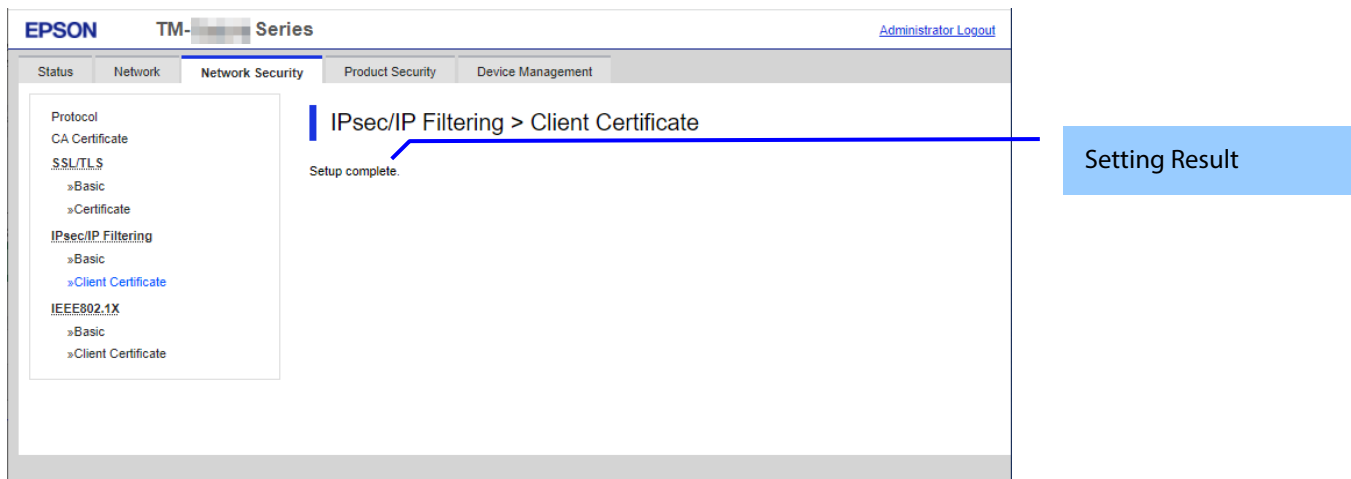 EPSON TM- Series Administrator Logout
Status Network Network Security Product Security Device Management
Protocol
CA Certificate
SSL/TLS
»Basic
»Certificate
IPsec/IP Filtering
»Basic
»Client Certificate
IEEE802.1X
»Basic
»Client Certificate
IPsec/IP Filtering > Client Certificate
Setup complete.
Setting Result